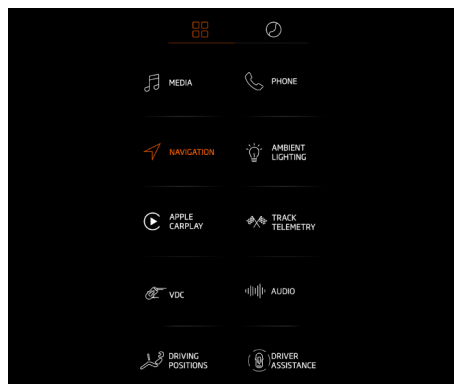 MEDIA
PHONE
NAVIGATION
AMBIENT
LIGHTING
APPLE
CARPLAY
TRACK
TELEMETRY
VDC
AUDIO
DRIVING
POSITIONS
DRIVER
ASSISTANCE